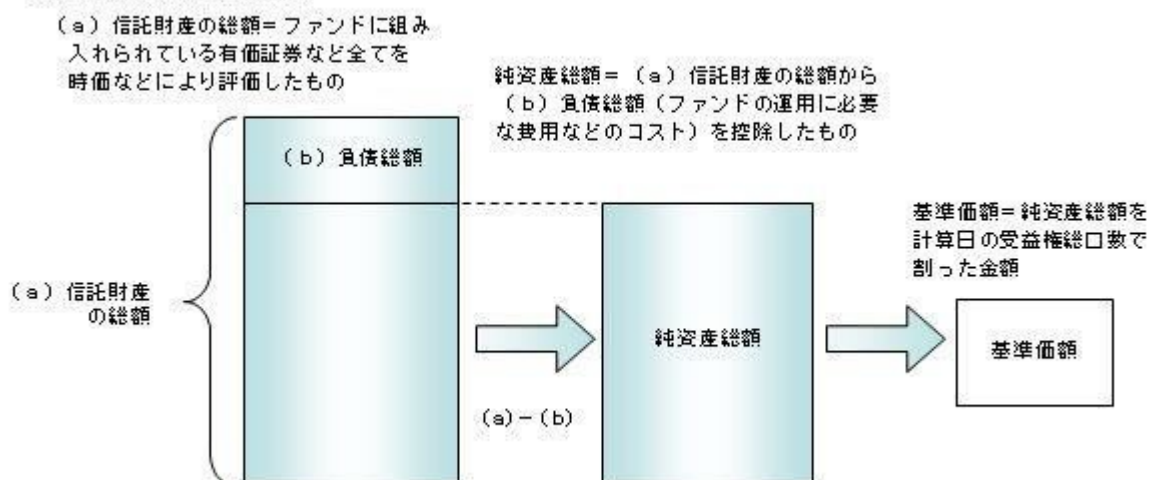 (a)信託財産の総額=ファンドに組み
入れられている有価証券など全てを
時価などにより評価したもの
純資産総額=(a)信託財産の総額から
(b)負債総額(ファンドの運用に必要
な費用などのコスト)を控除したもの
(b)負債総額
基準価額=純資産総額を
計算日の受益権総口数で
割った金額
(a)信託財産
の総額
純資産総額
基準価額
(a)-(b)